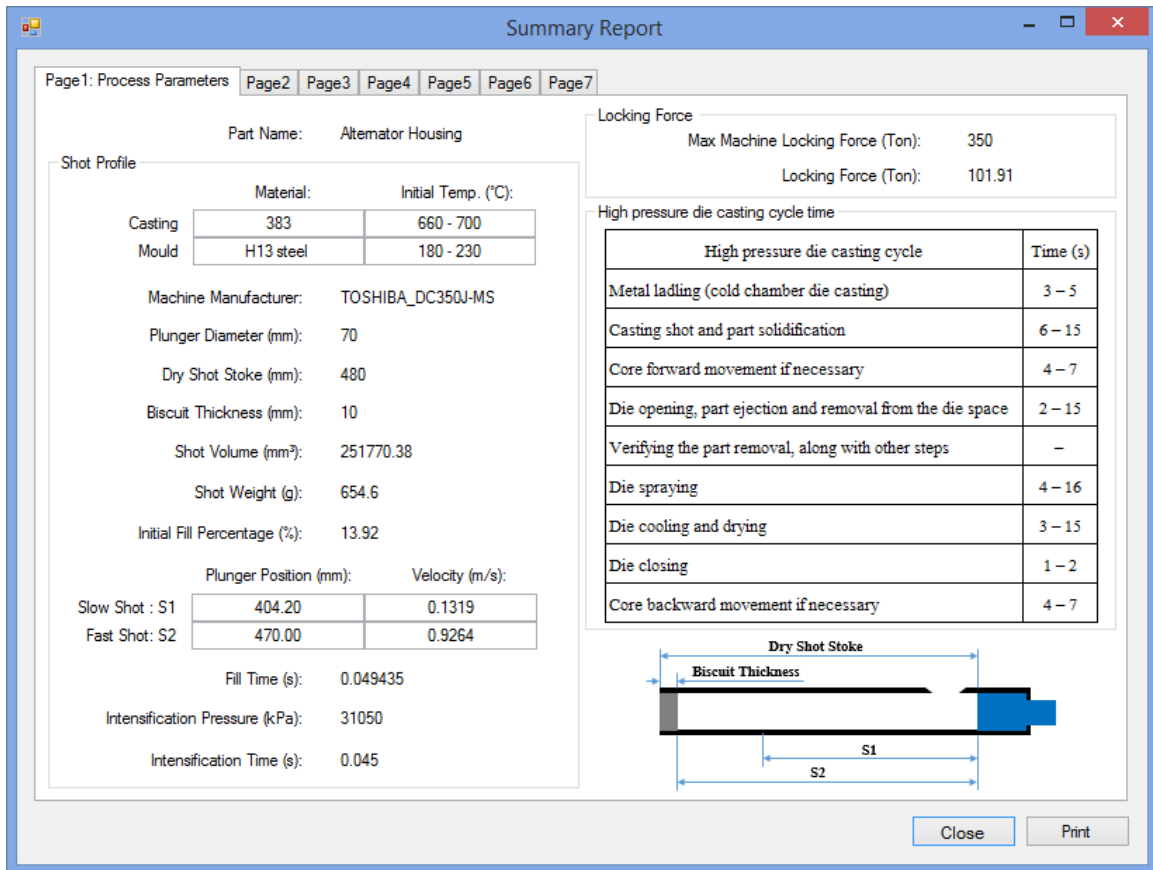 Summary Report
Page1: Process Parameters Page2 Page3 Page4 Page5 Page6 Page7
Part Name: Alternator Housing
Shot Profile
Material: Initial Temp. (°C):
Casting 383 660 - 700
Mould H13 steel 180 - 230
Machine Manufacturer: TOSHIBA_DC350J-MS
Plunger Diameter (mm): 70
Dry Shot Stoke (mm): 480
Biscuit Thickness (mm): 10
Shot Volume (mm³): 251770.38
Shot Weight (g): 654.6
Initial Fill Percentage (%): 13.92
Plunger Position (mm): Velocity (m/s):
Slow Shot : S1 404.20 0.1319
Fast Shot: S2 470.00 0.9264
Fill Time (s): 0.049435
Intensification Pressure (kPa): 31050
Intensification Time (s): 0.045
Locking Force
Max Machine Locking Force (Ton): 350
Locking Force (Ton): 101.91
High pressure die casting cycle time
High pressure die casting cycle Time (s)
Metal ladling (cold chamber die casting) 3 – 5
Casting shot and part solidification 6 – 15
Core forward movement if necessary 4 – 7
Die opening, part ejection and removal from the die space 2 – 15
Verifying the part removal, along with other steps –
Die spraying 4 – 16
Die cooling and drying 3 – 15
Die closing 1 – 2
Core backward movement if necessary 4 – 7
Dry Shot Stoke
Biscuit Thickness
S1
S2
Close Print